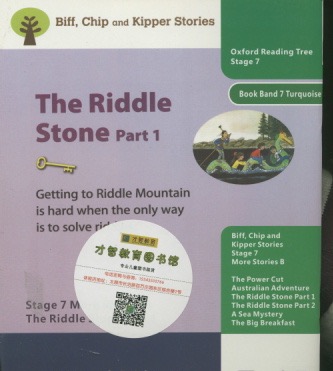 Biff, Chip and Kipper Stories
Oxford Reading Tree
Stage 7
Book Band 7 Turquoise
The Riddle
Stone Part 1
Getting to Riddle Mountain
is hard when the only way
is to solve
才智教育图书馆
Stage 7
The Riddle
Biff, Chip and
Kipper Stories
Stage 7
More Stories B
The Power Cut
Australian Adventure
The Riddle Stone Part 1
The Riddle Stone Part 2
A Sea Mystery
The Big Breakfast